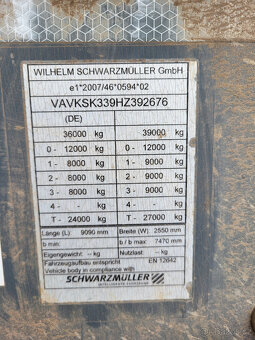 WILHELM SCHWARZMÜLLER GmbH
e1*2007/46*0594*02
VAVKSK339HZ392676
(DE)
36000 kg 39000 kg
0 - 12000 kg 0 - 12000 kg
1 - 8000 kg 1 - 9000 kg
2 - 8000 kg 2 - 9000 kg
3 - 8000 kg 3 - 9000 kg
4 - kg 4 - kg
T - 24000 kg T - 27000 kg
Länge (L): 9090 mm Breite (W): 2550 mm
b min: b / b max 7470 mm
Eigengewicht: -- kg Nutzlast: -- kg
Fahrzeugaufbau entspricht EN 12642
Vehicle body in compliance with
SCHWARZMÜLLER